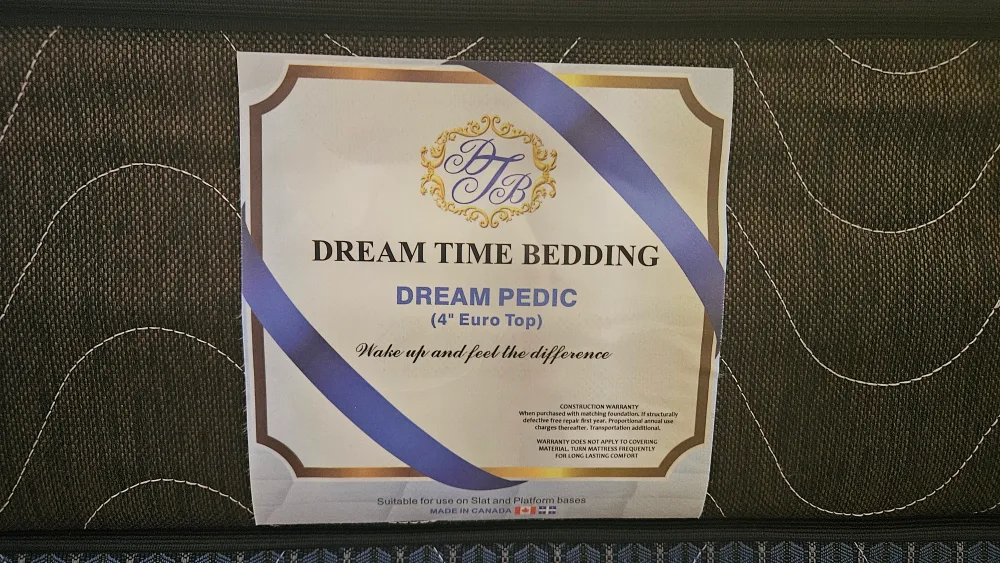 DTB
DREAM TIME BEDDING
DREAM PEDIC
(4" Euro Top)
Wake up and feel the difference
CONSTRUCTION WARRANTY
When purchased with matching foundation. If structurally
defective free repair first year. Proportional annual use
charges thereafter. Transportation additional.
WARRANTY DOES NOT APPLY TO COVERING
MATERIAL, TURN MATTRESS FREQUENTLY
FOR LONG LASTING COMFORT
Suitable for use on Slat and Platform bases
MADE IN CANADA